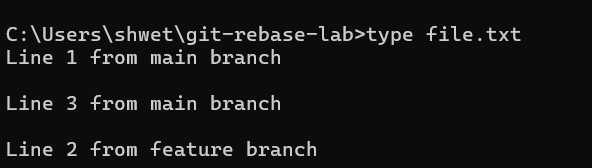 C:\Users\shwet\git-rebase-lab>type file.txt
Line 1 from main branch
Line 3 from main branch
Line 2 from feature branch